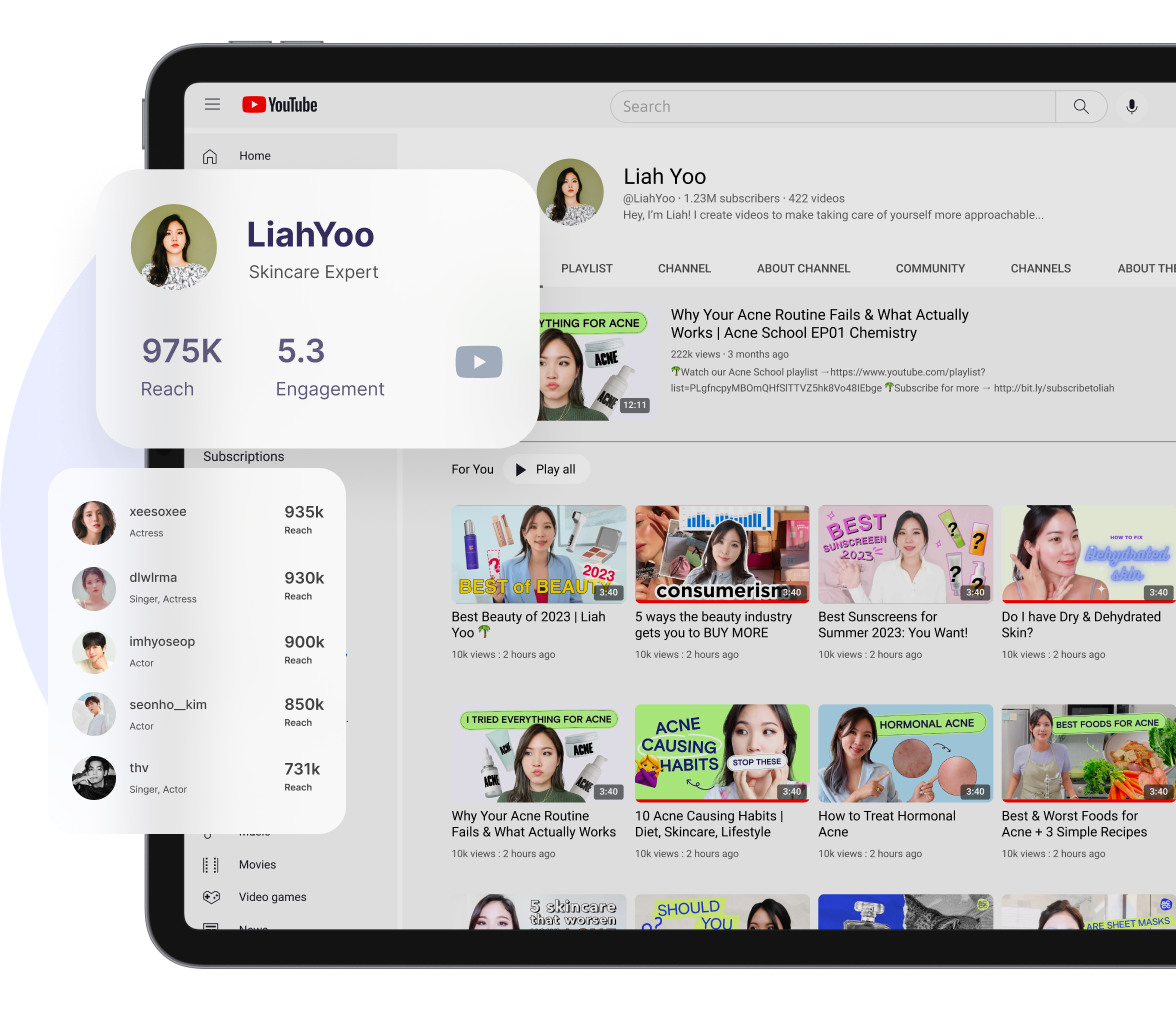 YouTube
Search
Home
Liah Yoo
@LiahYoo · 1.23M subscribers · 422 videos
Hey, I'm Liah! I create videos to make taking care of yourself more approachable...
LiahYoo
Skincare Expert
975K
5.3
Reach
Engagement
PLAYLIST
CHANNEL
ABOUT CHANNEL
COMMUNITY
CHANNELS
ABOUT THE
YTHING FOR ACNE
ACNE
ACNE
12:11
Why Your Acne Routine Fails & What Actually
Works | Acne School EP01 Chemistry
222k views · 3 months ago
🌴Watch our Acne School playlist →https://www.youtube.com/playlist?
list=PLgfncpyMBOmQHfSITTVZ5hk8Vo48IEbge 🌴Subscribe for more → http://bit.ly/subscribetoliah
Subscriptions
xeesoxee
935k
Actress
Reach
dlwlrma
930k
Singer, Actress
Reach
imhyoseop
900k
Actor
Reach
seonho__kim
850k
Actor
Reach
thv
731k
Singer, Actor
Reach
Music
Movies
Video games
News
For You
Play all
?
2023
BEST of BEAUTY
3:40
Best Beauty of 2023 | Liah
Yoo 🌴
10k views : 2 hours ago
consumerism
3:40
5 ways the beauty industry
gets you to BUY MORE
10k views : 2 hours ago
BEST
SUNSCREEEN
2023
?
?
?
?
3:40
Best Sunscreens for
Summer 2023: You Want!
10k views : 2 hours ago
HOW TO FIX
Dehydrated
skin
3:40
Do I have Dry & Dehydrated
Skin?
10k views : 2 hours ago
I TRIED EVERYTHING FOR ACNE
ACNE
ACNE
ACNE
ACNE
3:40
Why Your Acne Routine
Fails & What Actually Works
10k views : 2 hours ago
ACNE
CAUSING
HABITS
STOP THESE
3:40
10 Acne Causing Habits |
Diet, Skincare, Lifestyle
10k views : 2 hours ago
HORMONAL ACNE
3:40
How to Treat Hormonal
Acne
10k views : 2 hours ago
BEST FOODS FOR ACNE
3:40
Best & Worst Foods for
Acne + 3 Simple Recipes
10k views : 2 hours ago
5 skincare
that worsen
SHOULD
YOU
ARE SHEET MASKS